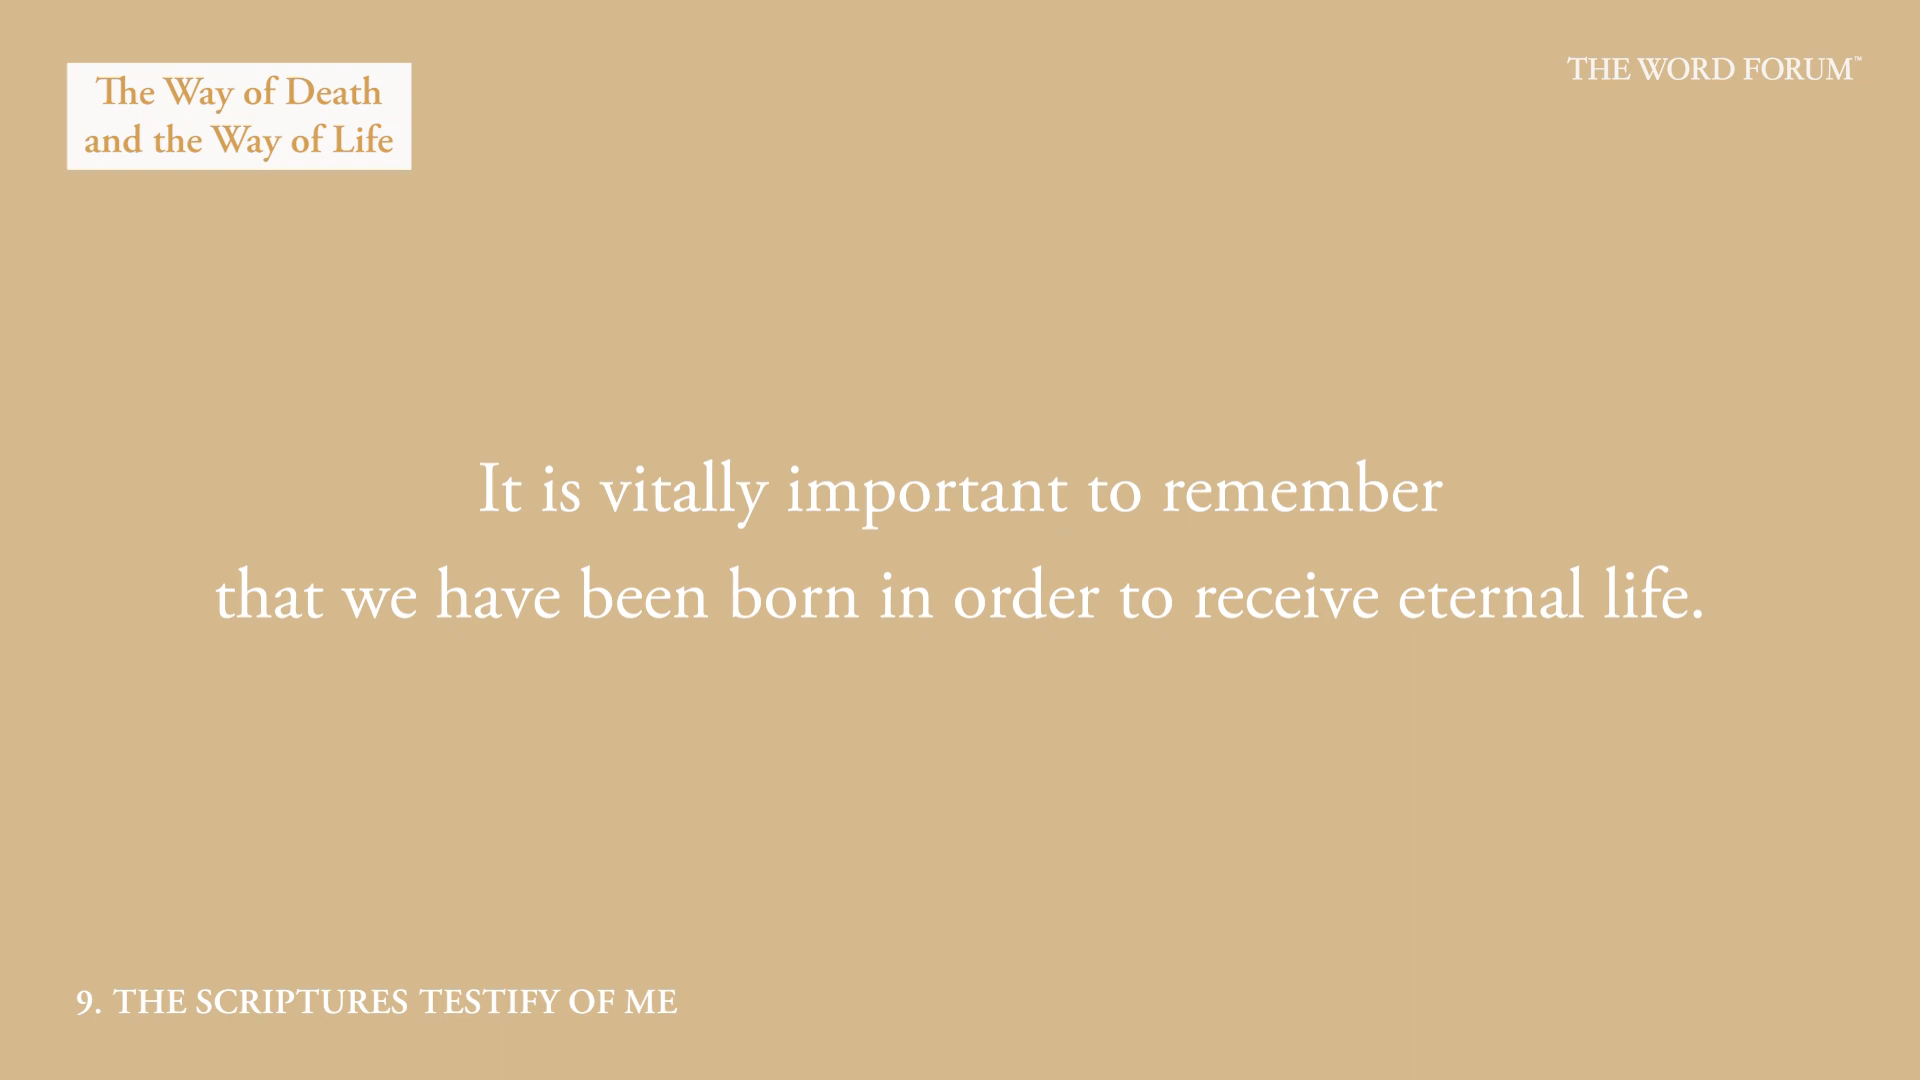 The Way of Death
and the Way of Life
THE WORD FORUM™
It is vitally important to remember
that we have been born in order to receive eternal life.
9. THE SCRIPTURES TESTIFY OF ME